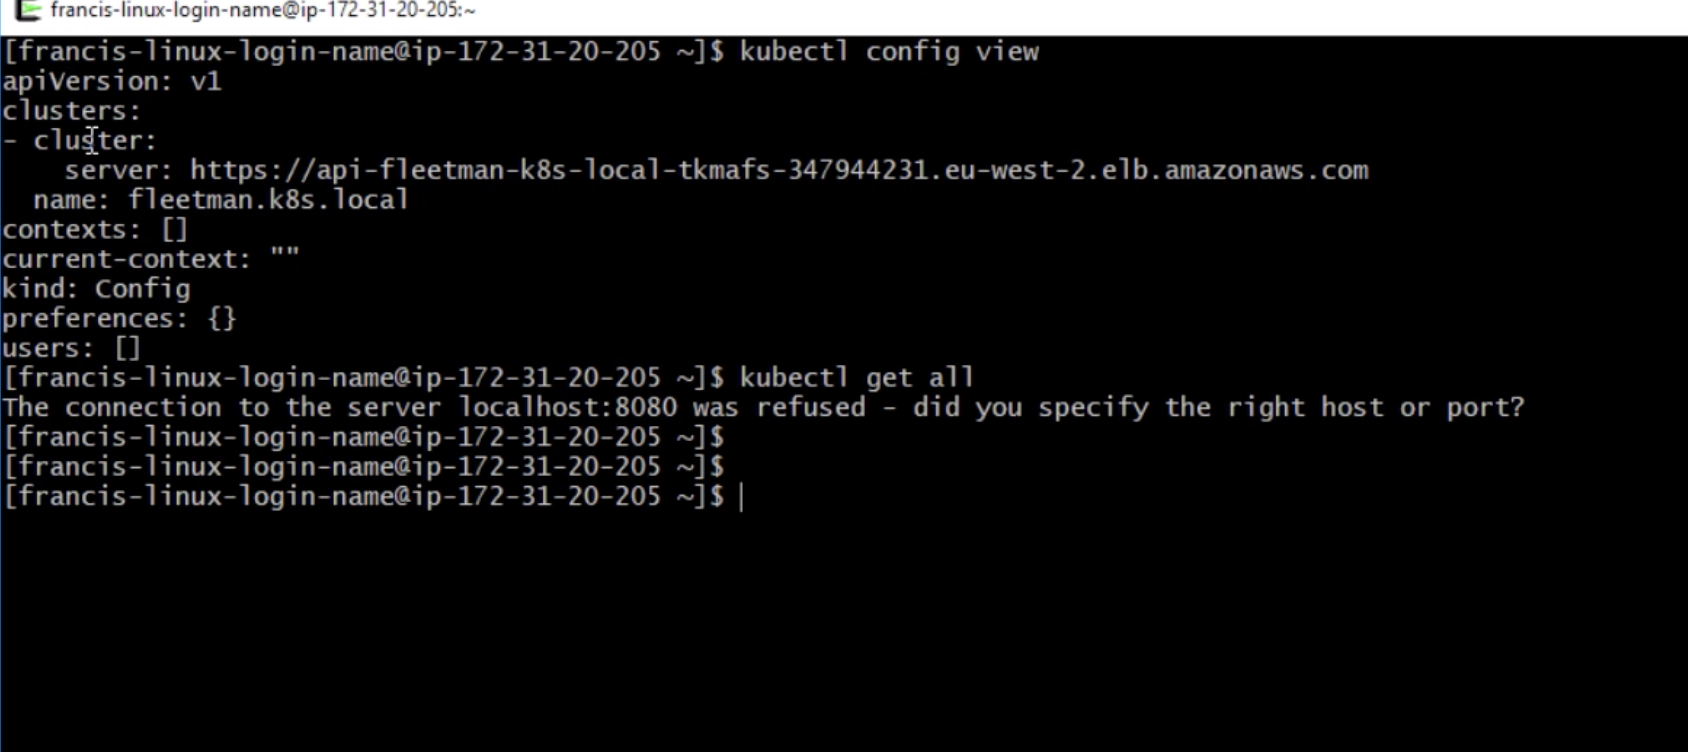 francis-linux-login-name@ip-172-31-20-205:~
[francis-linux-login-name@ip-172-31-20-205 ~]$ kubectl config view
apiVersion: v1
clusters:
- cluster:
    server: https://api-fleetman-k8s-local-tkmafs-347944231.eu-west-2.elb.amazonaws.com
  name: fleetman.k8s.local
contexts: []
current-context: ""
kind: Config
preferences: {}
users: []
[francis-linux-login-name@ip-172-31-20-205 ~]$ kubectl get all
The connection to the server localhost:8080 was refused - did you specify the right host or port?
[francis-linux-login-name@ip-172-31-20-205 ~]$
[francis-linux-login-name@ip-172-31-20-205 ~]$
[francis-linux-login-name@ip-172-31-20-205 ~]$